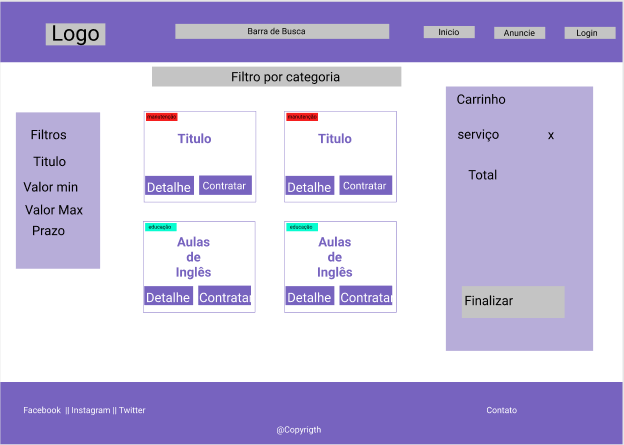 Logo
Barra de Busca
Inicio
Anuncie
Login
Filtro por categoria
Filtros
Titulo
Valor min
Valor Max
Prazo
manutenção
Titulo
Detalhe
Contratar
manutenção
Titulo
Detalhe
Contratar
educação
Aulas
de
Inglês
Detalhe
Contratar
educação
Aulas
de
Inglês
Detalhe
Contratar
Carrinho
serviço x
Total
Finalizar
Facebook || Instagram || Twitter
Contato
@Copyrigth